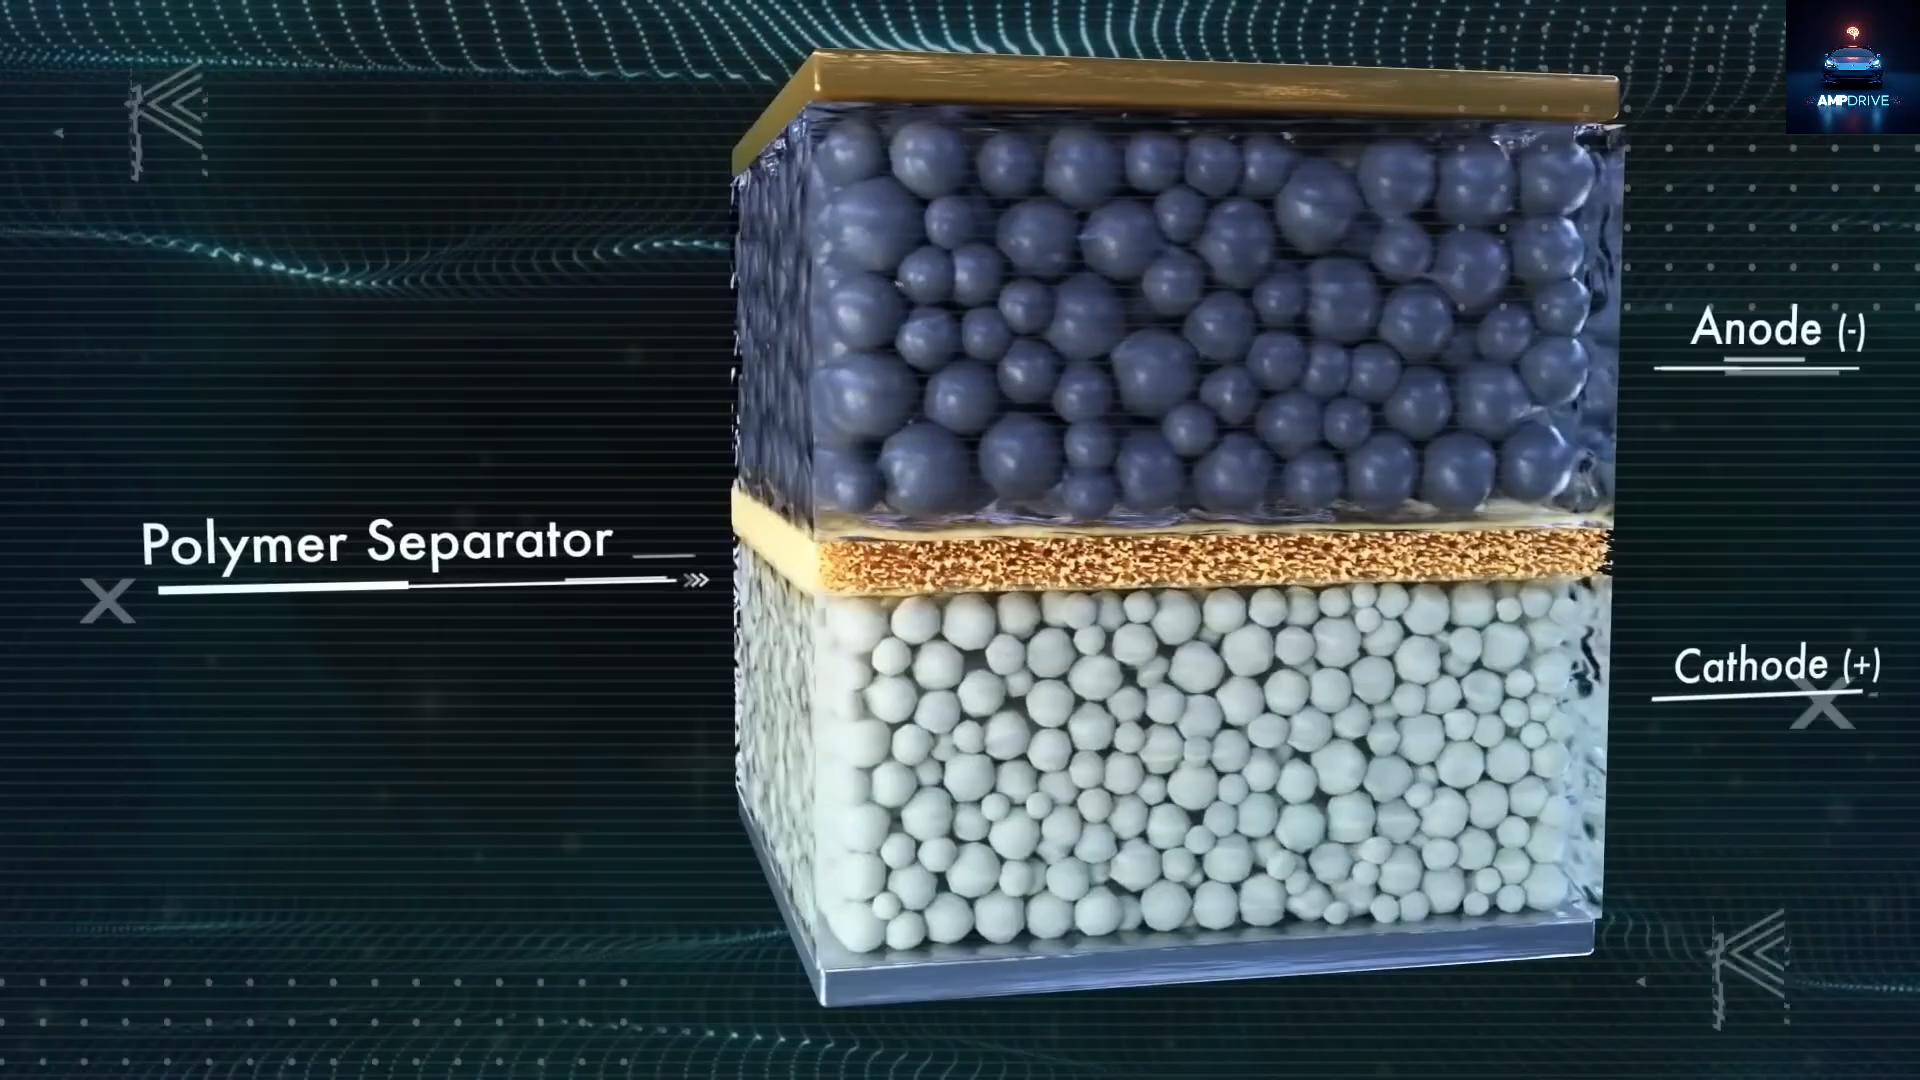 AMPDRIVE
Anode (-)
Polymer Separator
Cathode (+)